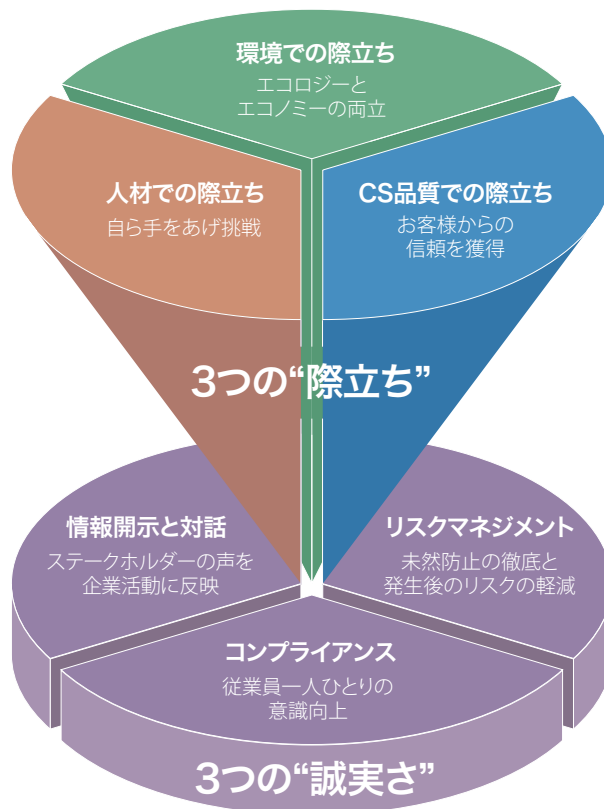 環境での際立ち
エコロジーと
エコノミーの両立
人材での際立ち
自ら手をあげ挑戦
CS品質での際立ち
お客様からの
信頼を獲得
3つの“際立ち”
情報開示と対話
ステークホルダーの声を
企業活動に反映
リスクマネジメント
未然防止の徹底と
発生後のリスクの軽減
コンプライアンス
従業員一人ひとりの
意識向上
3つの“誠実さ”